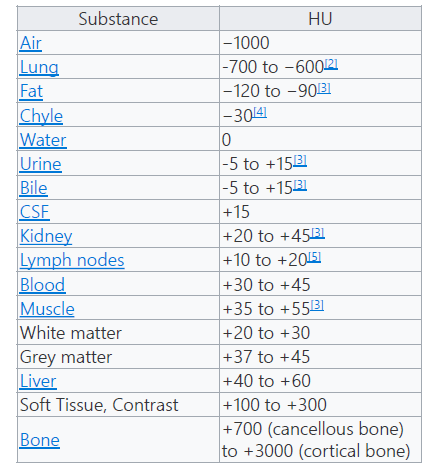 Substance HU
Air −1000
Lung -700 to −600[2]
Fat −120 to −90[3]
Chyle −30[4]
Water 0
Urine -5 to +15[3]
Bile -5 to +15[3]
CSF +15
Kidney +20 to +45[3]
Lymph nodes +10 to +20[5]
Blood +30 to +45
Muscle +35 to +55[3]
White matter +20 to +30
Grey matter +37 to +45
Liver +40 to +60
Soft Tissue, Contrast +100 to +300
Bone +700 (cancellous bone)
to +3000 (cortical bone)